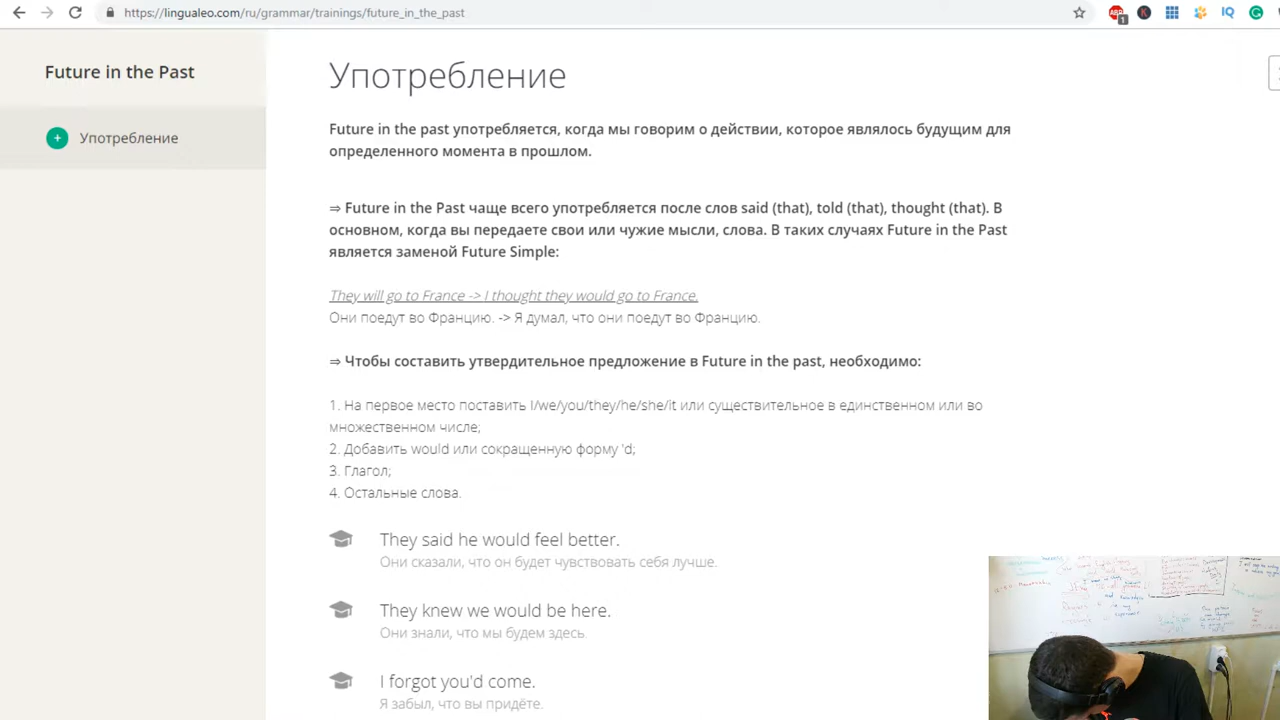 https://lingualeo.com/ru/grammar/trainings/future_in_the_past
ABP
1
K
IQ
G
Future in the Past
Употребление
Употребление
Future in the past употребляется, когда мы говорим о действии, которое являлось будущим для
определенного момента в прошлом.
⇒ Future in the Past чаще всего употребляется после слов said (that), told (that), thought (that). В
основном, когда вы передаете свои или чужие мысли, слова. В таких случаях Future in the Past
является заменой Future Simple:
They will go to France -> I thought they would go to France.
Они поедут во Францию. -> Я думал, что они поедут во Францию.
⇒ Чтобы составить утвердительное предложение в Future in the past, необходимо:
1. На первое место поставить I/we/you/they/he/she/it или существительное в единственном или во
множественном числе;
2. Добавить would или сокращенную форму 'd;
3. Глагол;
4. Остальные слова.
They said he would feel better.
Они сказали, что он будет чувствовать себя лучше.
They knew we would be here.
Они знали, что мы будем здесь.
I forgot you'd come.
Я забыл, что вы придёте.